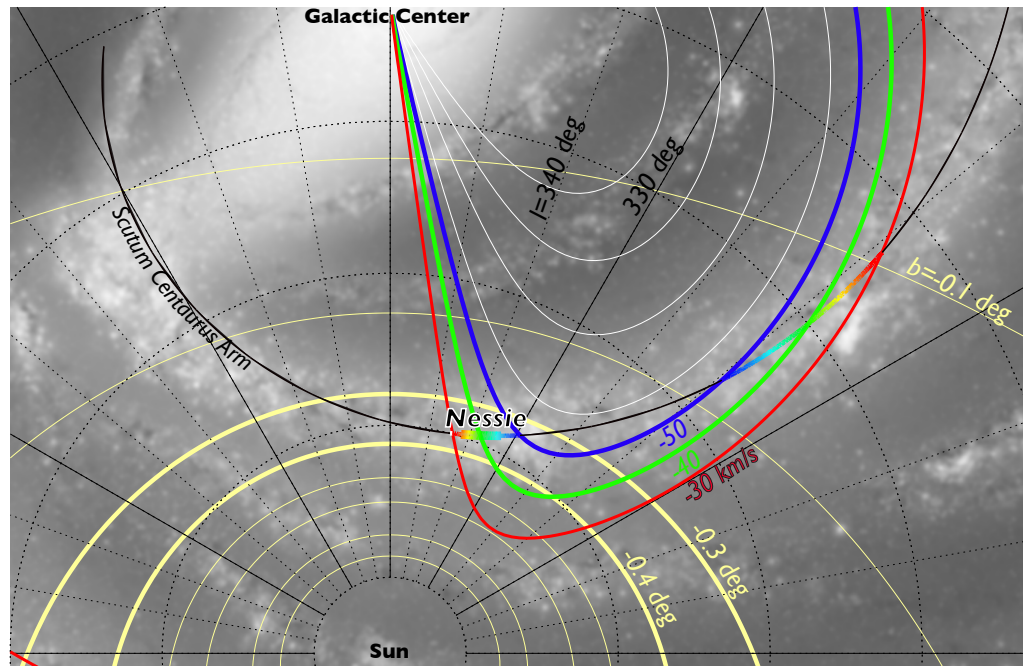 Galactic Center
l=340 deg
330 deg
Scutum Centaurus Arm
b=-0.1 deg
Nessie
-50
-40
-30 km/s
-0.3 deg
-0.4 deg
Sun